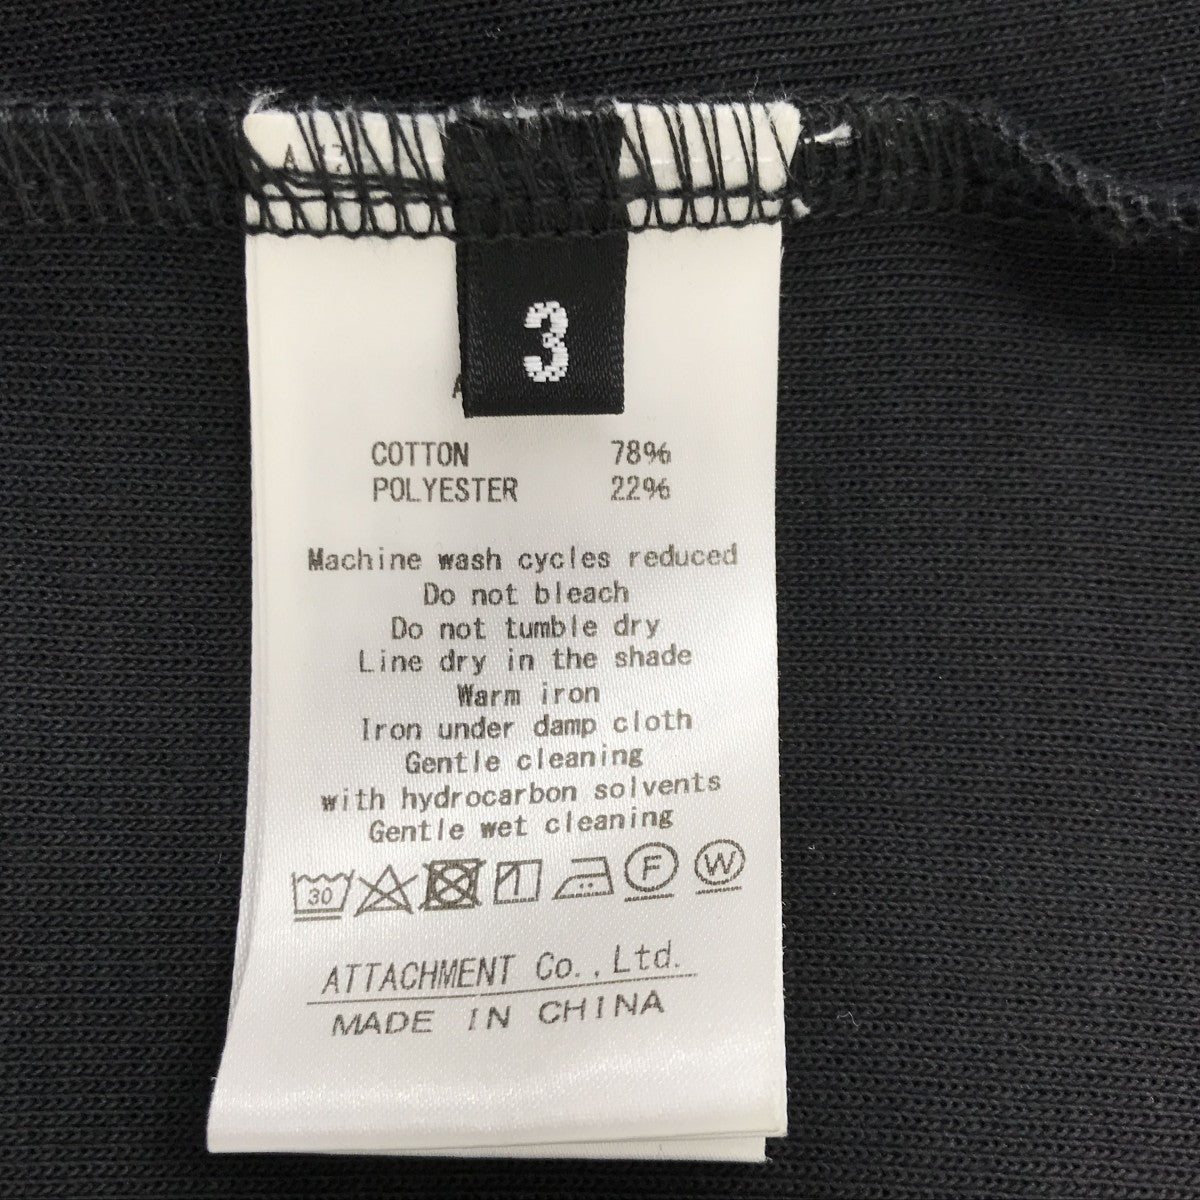 3
COTTON 78%
POLYESTER 22%
Machine wash cycles reduced
Do not bleach
Do not tumble dry
Line dry in the shade
Warm iron
Iron under damp cloth
Gentle cleaning
with hydrocarbon solvents
Gentle wet cleaning
30 F W
ATTACHMENT Co.,Ltd.
MADE IN CHINA